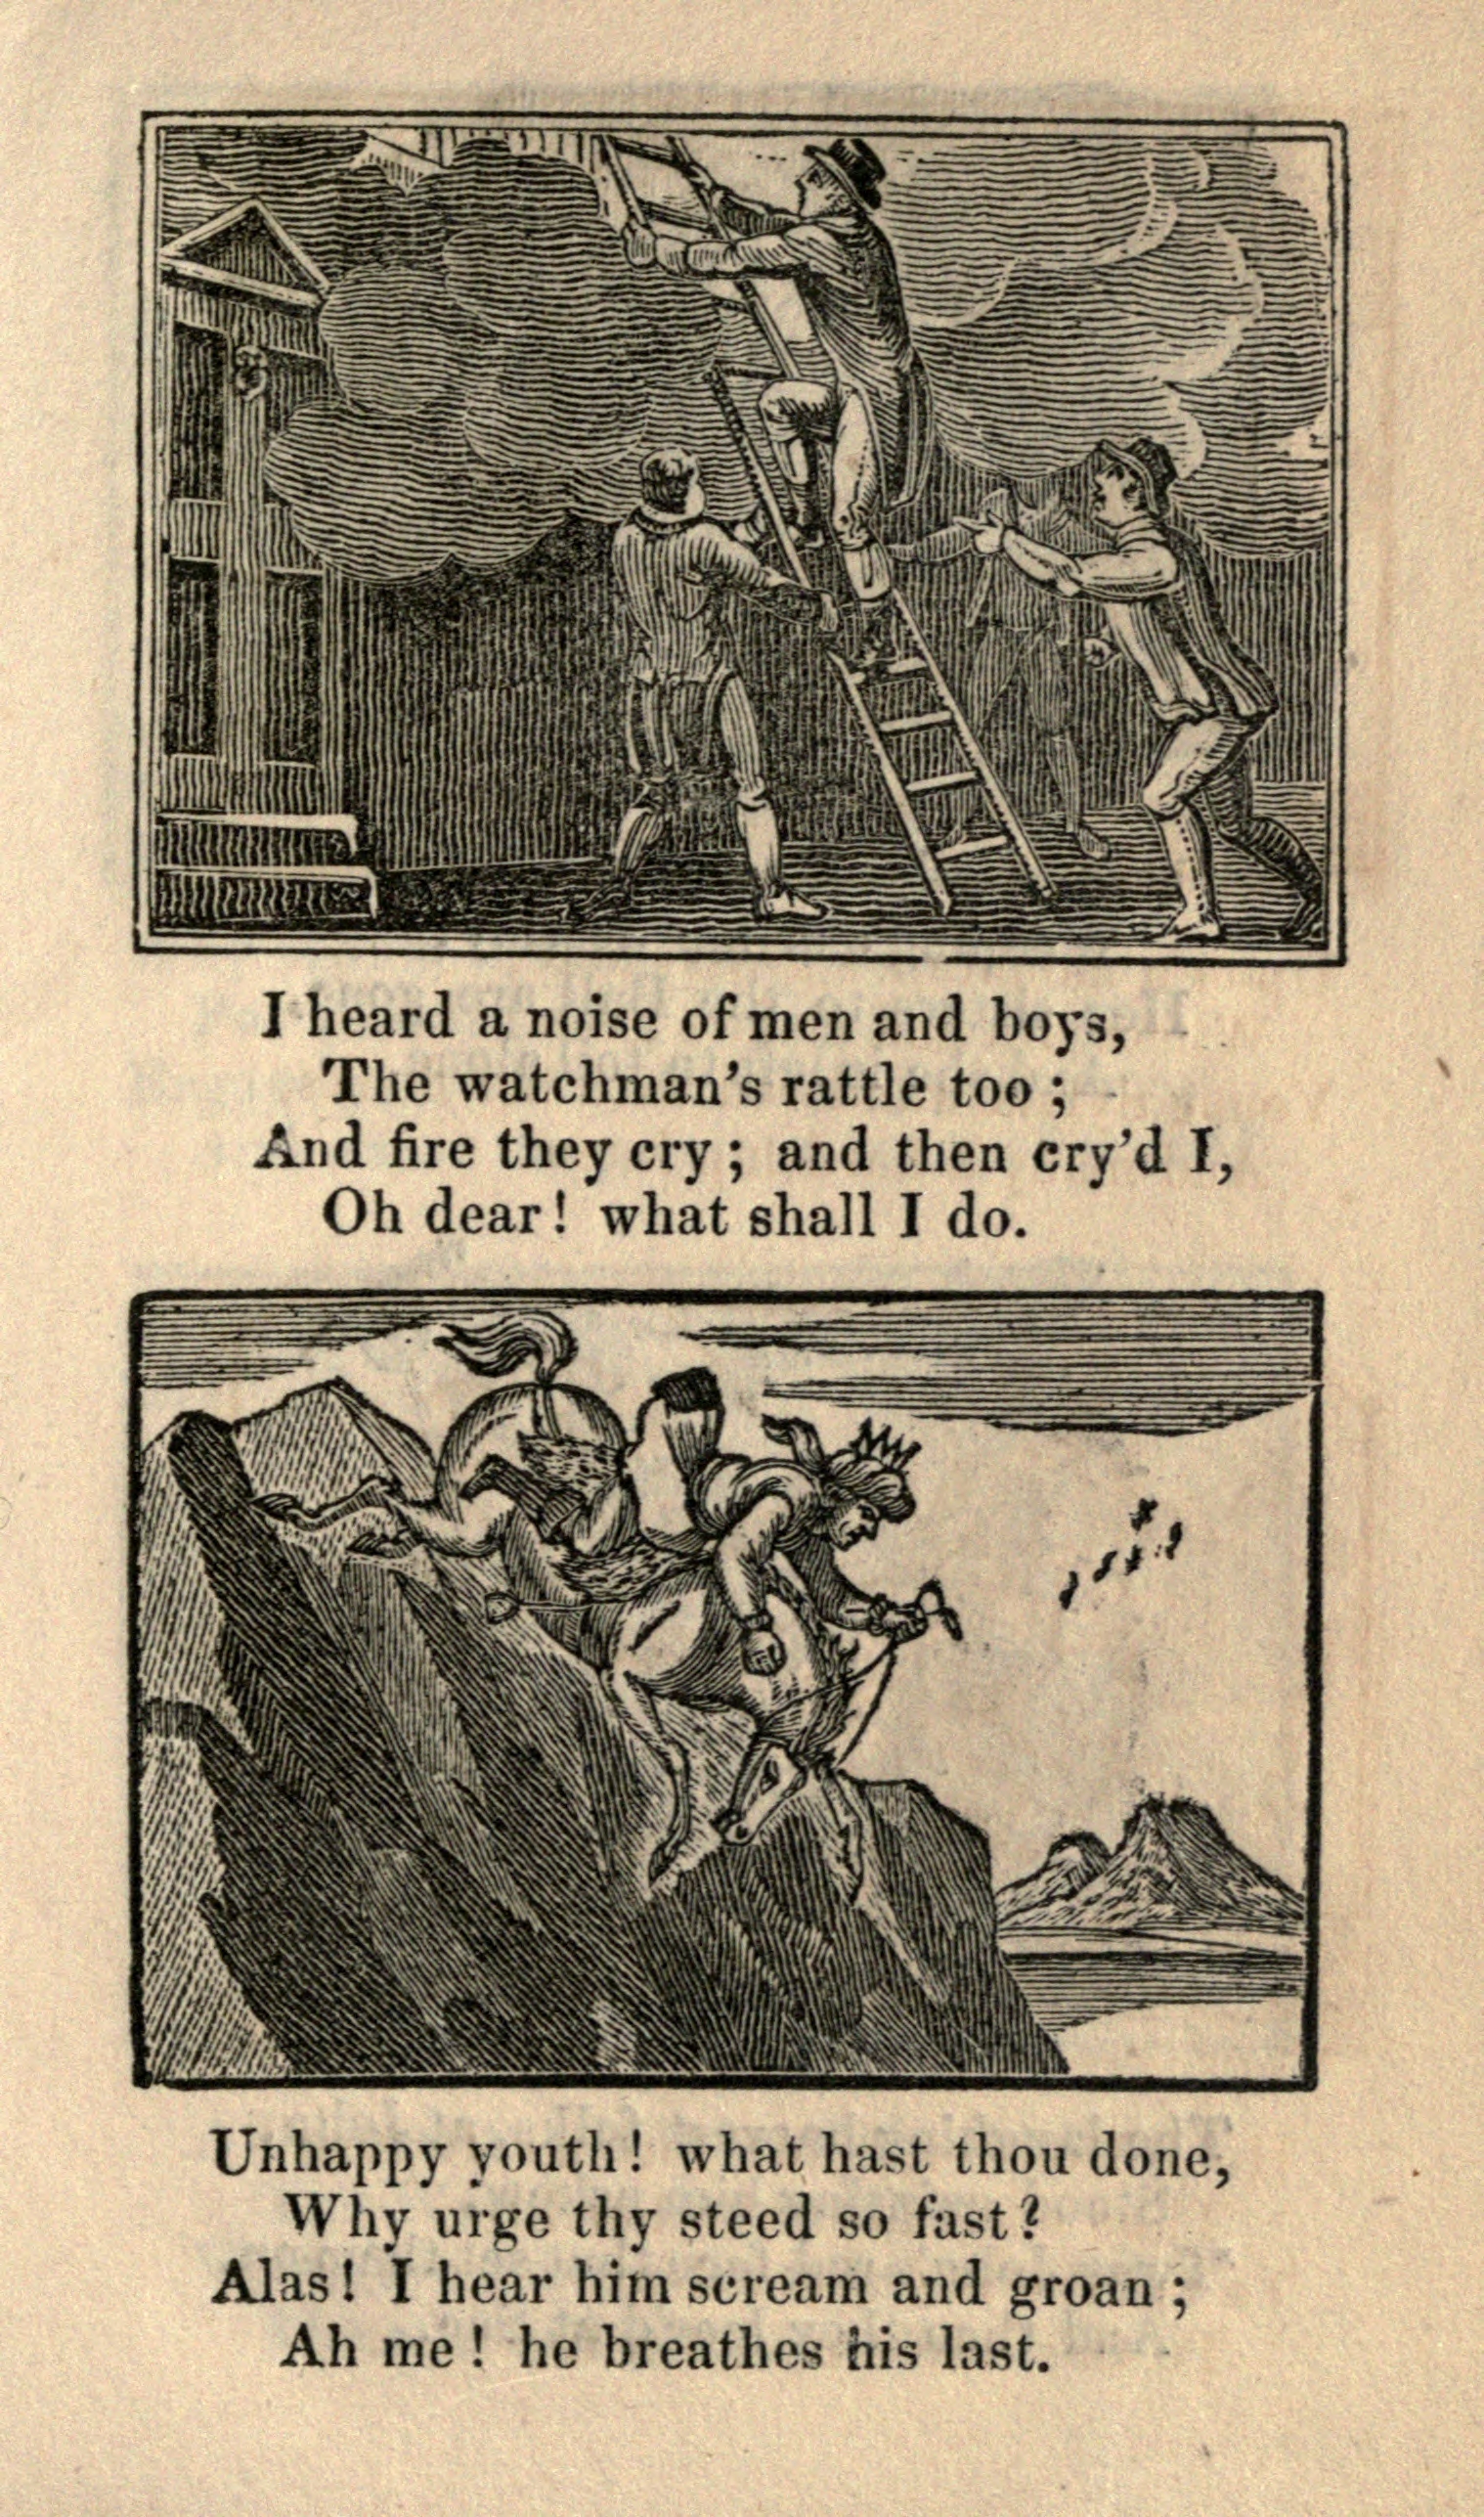 I heard a noise of men and boys,
The watchman's rattle too ;
And fire they cry ; and then cry'd I,
Oh dear! what shall I do.
Unhappy youth! what hast thou done,
Why urge thy steed so fast?
Alas! I hear him scream and groan ;
Ah me! he breathes his last.